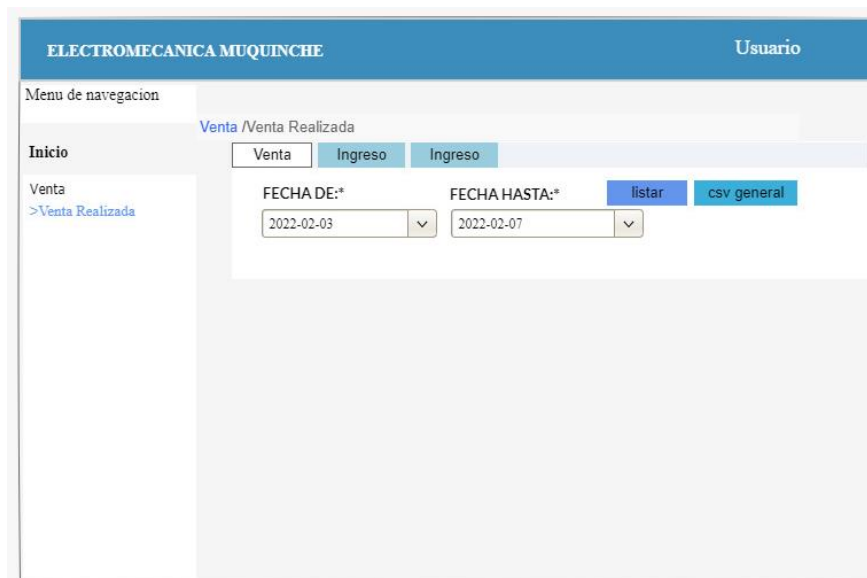 ELECTROMECANICA MUQUINCHE
Usuario
Menu de navegacion
Venta /Venta Realizada
Inicio
Venta
Ingreso
Ingreso
Venta
>Venta Realizada
FECHA DE:*
FECHA HASTA:*
listar
csv general
2022-02-03
2022-02-07